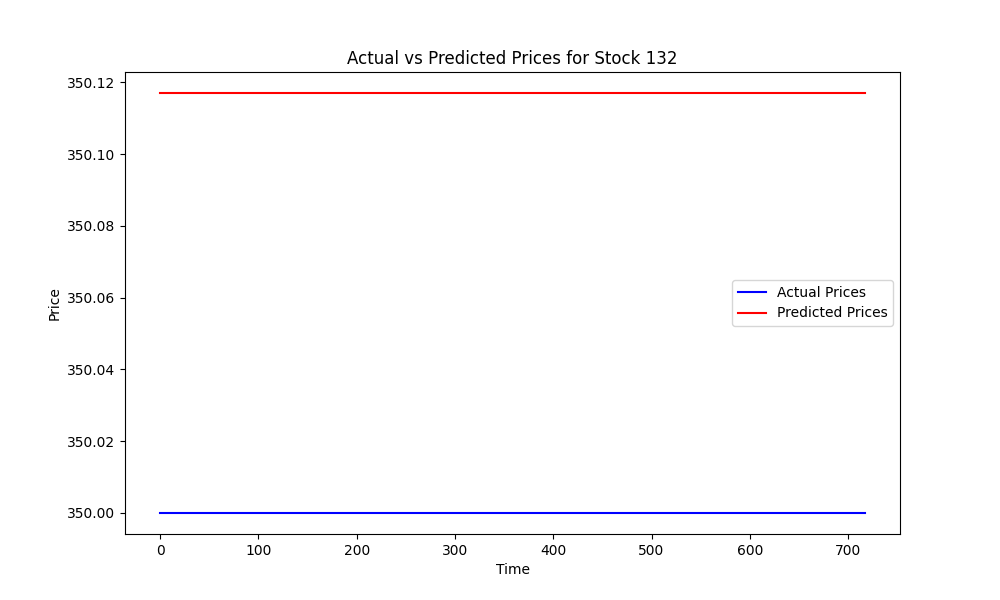 Actual vs Predicted Prices for Stock 132
350.12
350.10
350.08
350.06
350.04
350.02
350.00
Price
Actual Prices
Predicted Prices
0 100 200 300 400 500 600 700
Time